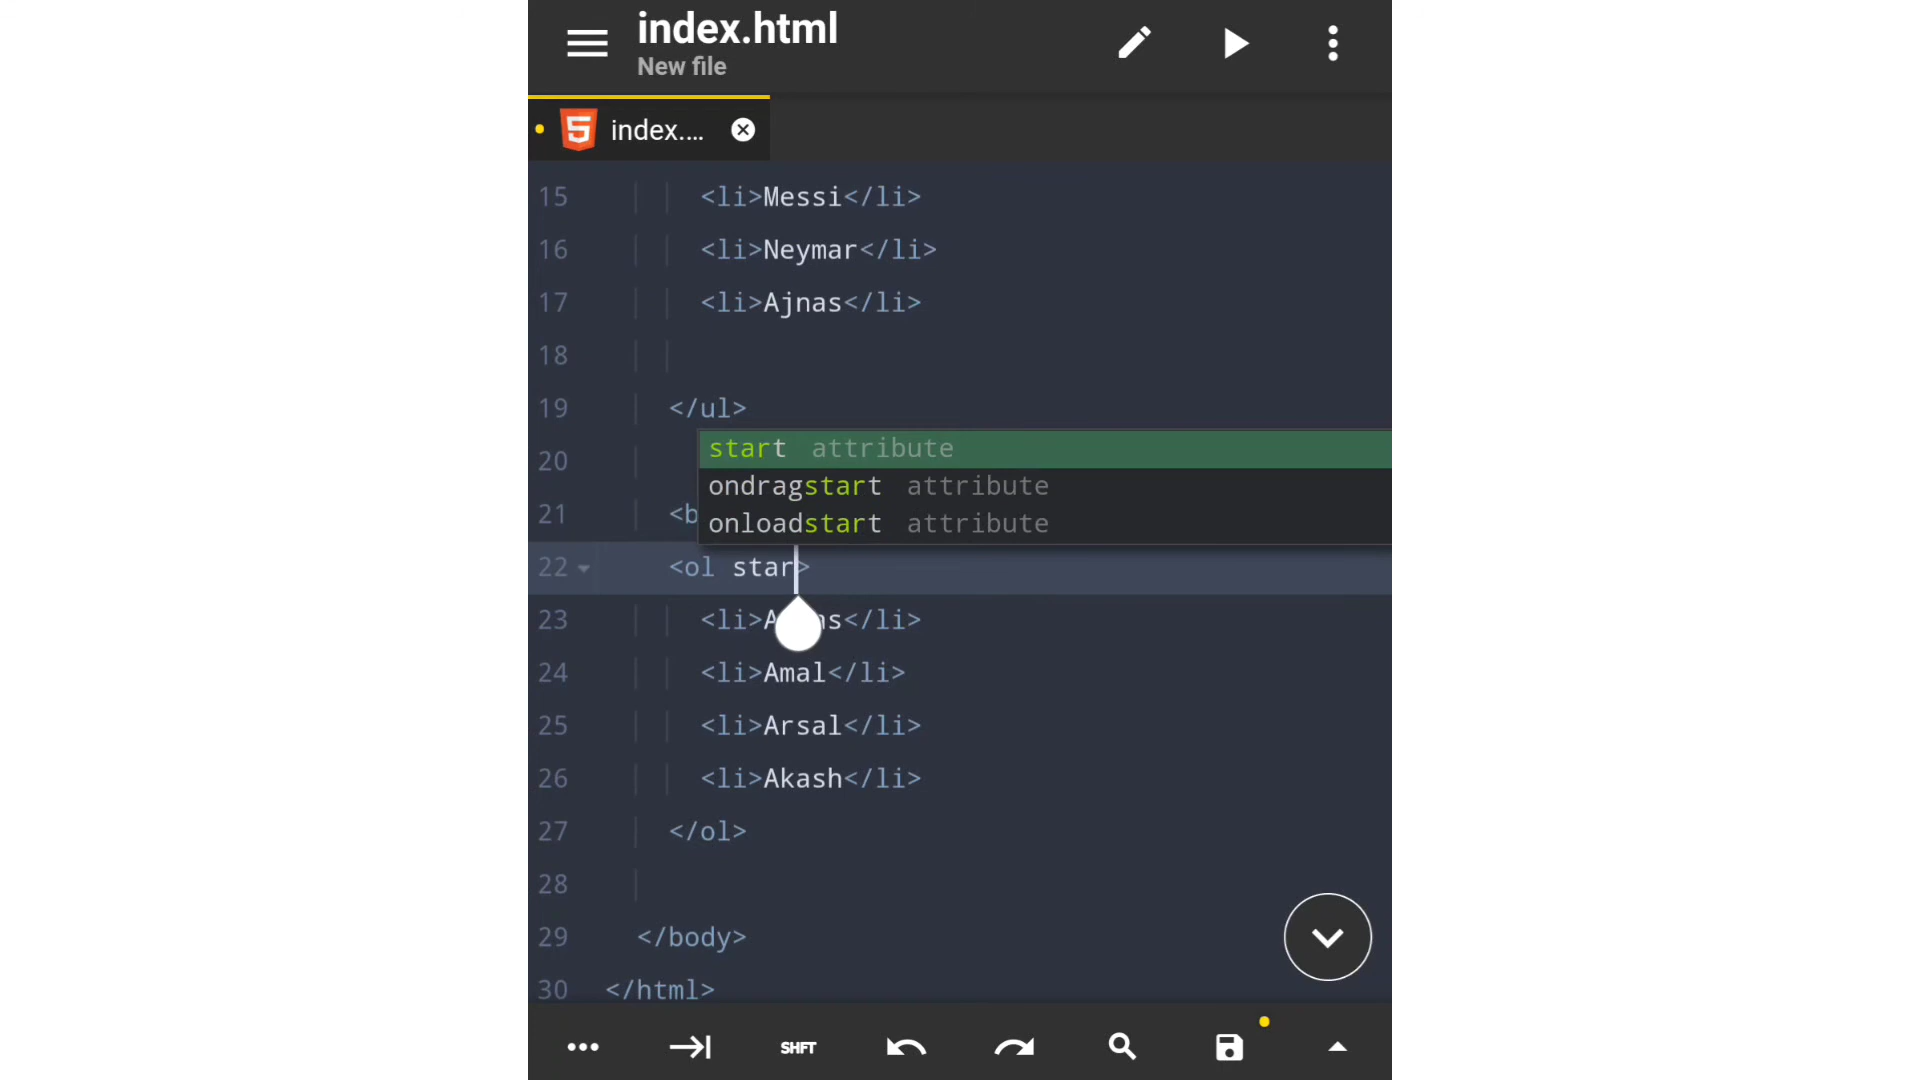 index.html
New file
index....
15 <li>Messi</li>
16 <li>Neymar</li>
17 <li>Ajnas</li>
18
19 </ul>
start attribute
20
ondragstart attribute
21 <b
onloadstart attribute
22 <ol star>
23 <li>A ns</li>
24 <li>Amal</li>
25 <li>Arsal</li>
26 <li>Akash</li>
27 </ol>
28
29 </body>
30 </html>
SHFT